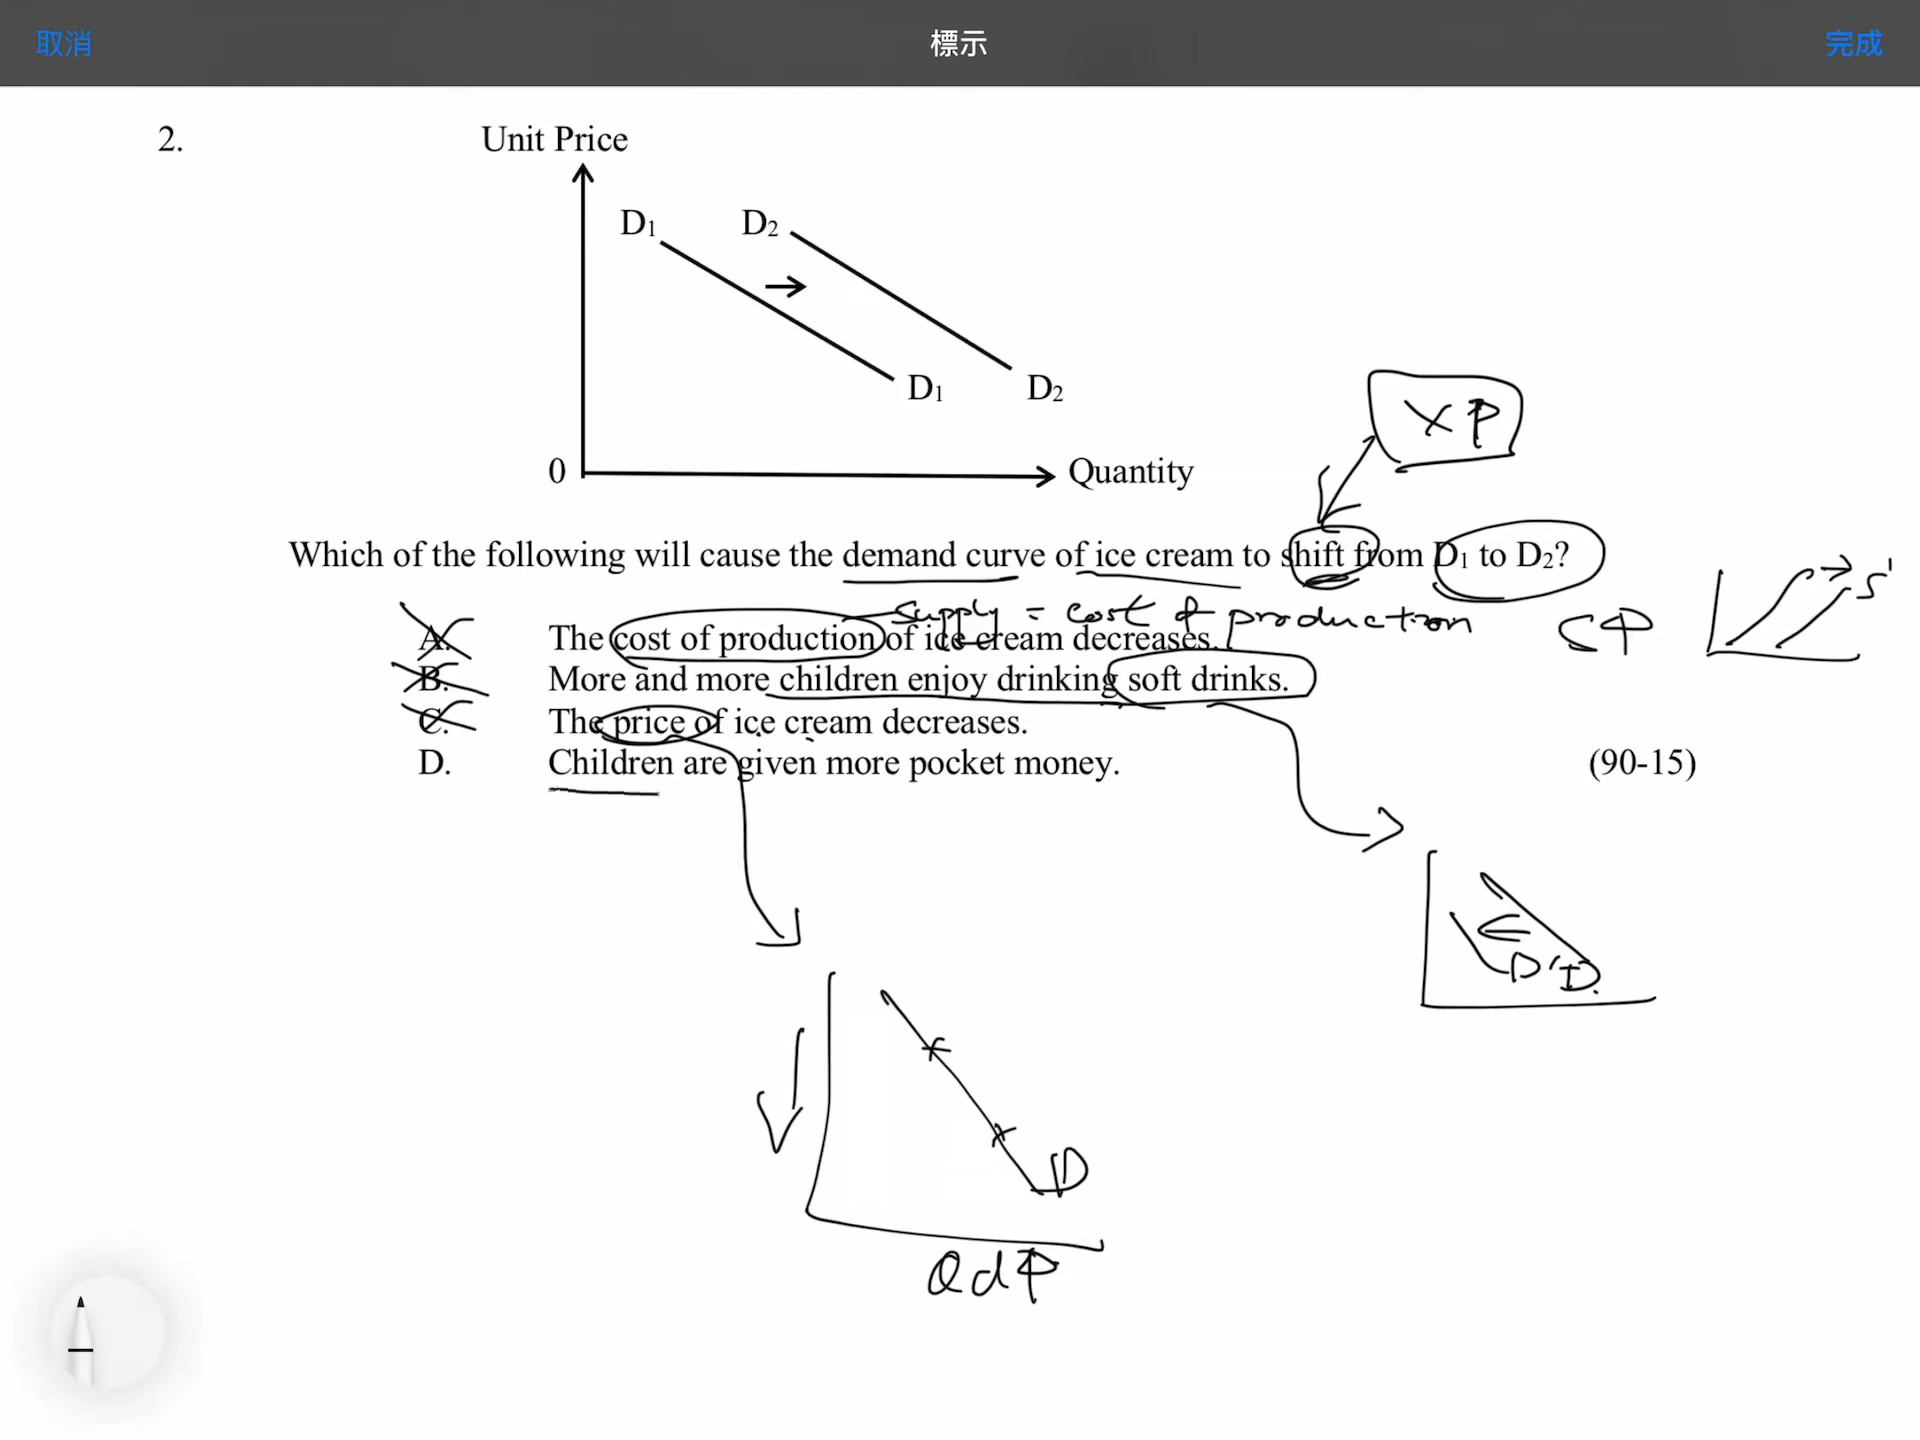 取消 標示 完成
2. Unit Price
D1 D2
D1 D2
X P
0 Quantity
Which of the following will cause the demand curve of ice cream to shift from D1 to D2?
supply = cost of production
S↑
S'
A. The cost of production of ice cream decreases.
B. More and more children enjoy drinking soft drinks.
C. The price of ice cream decreases.
D. Children are given more pocket money. (90-15)
D' D
D
Qd↑